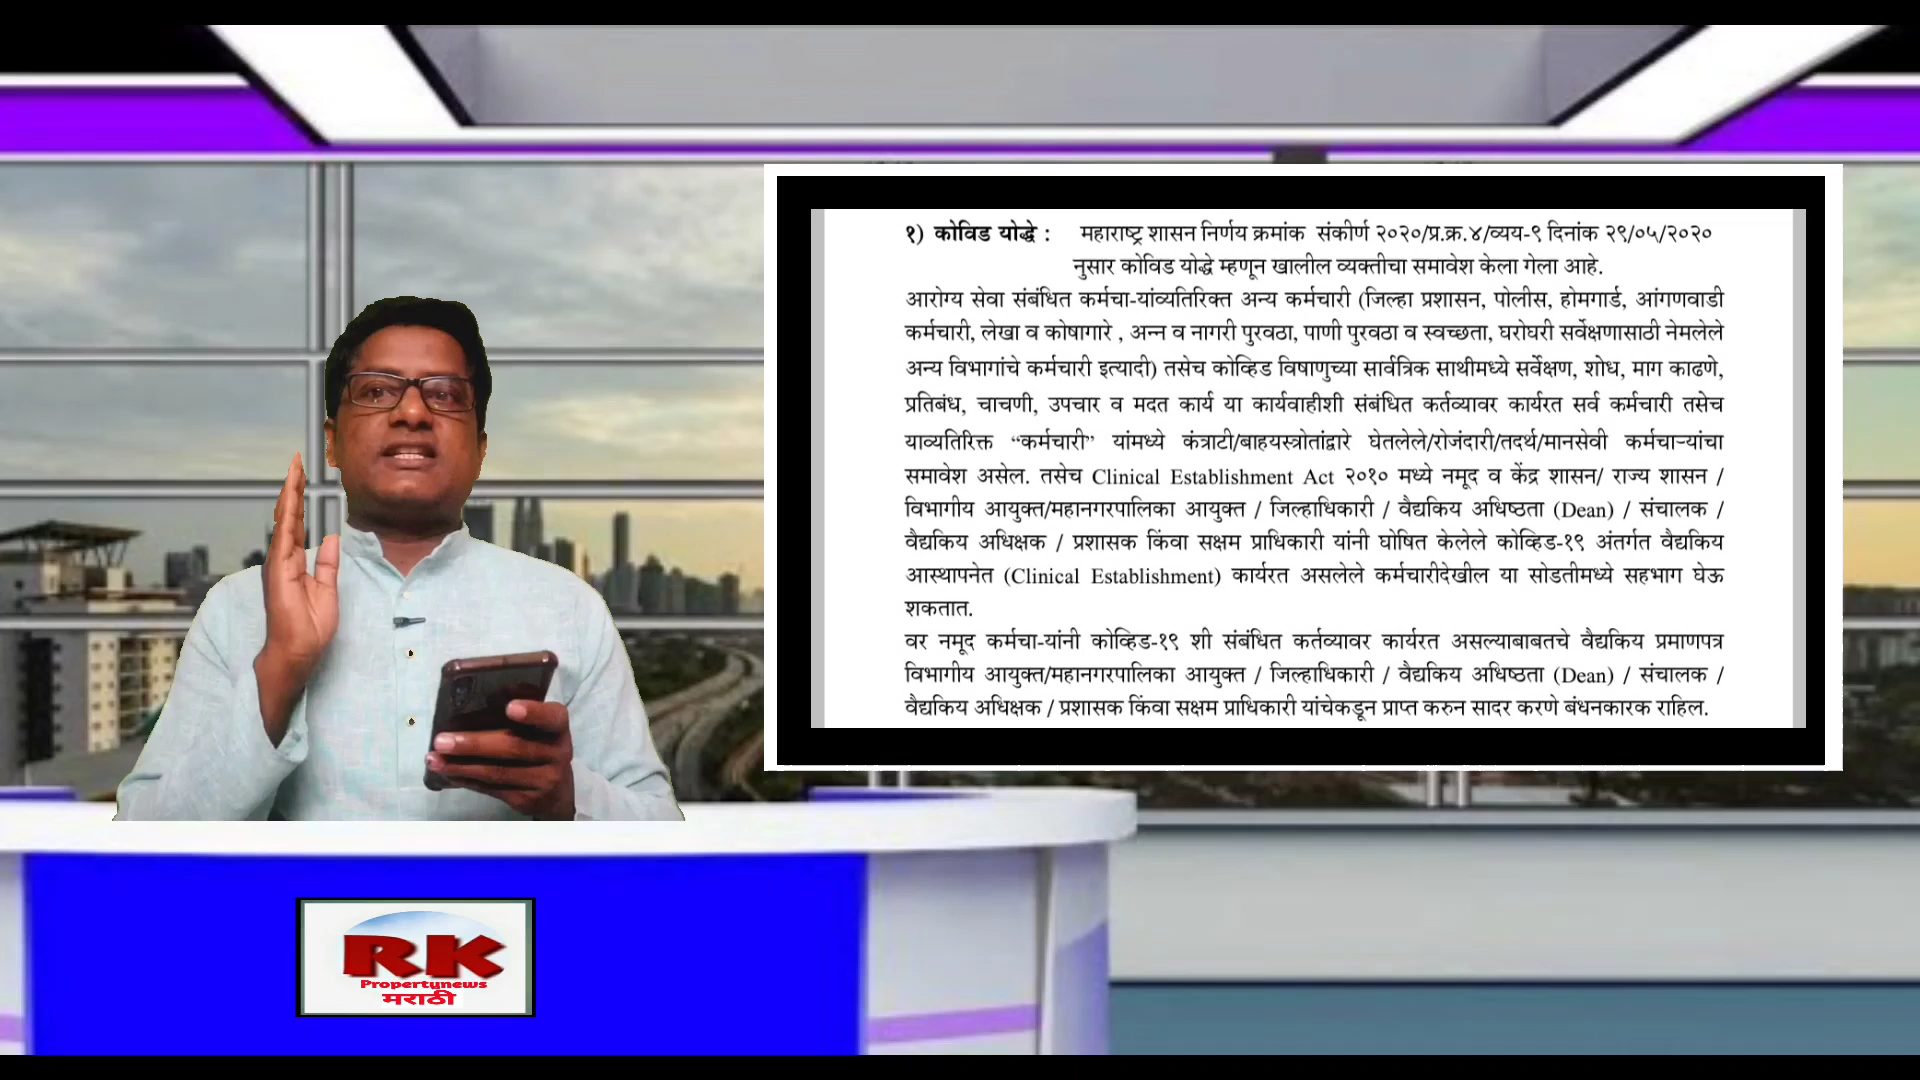 १) कोविड योद्धे : महाराष्ट्र शासन निर्णय क्रमांक संकीर्ण २०२०/प्र.क्र.४/व्यय-९ दिनांक २९/०५/२०२०
नुसार कोविड योद्धे म्हणून खालील व्यक्तीचा समावेश केला गेला आहे.
आरोग्य सेवा संबंधित कर्मचा-यांव्यतिरिक्त अन्य कर्मचारी (जिल्हा प्रशासन, पोलीस, होमगार्ड, आंगणवाडी
कर्मचारी, लेखा व कोषागारे , अन्न व नागरी पुरवठा, पाणी पुरवठा व स्वच्छता, घरोघरी सर्वेक्षणासाठी नेमलेले
अन्य विभागांचे कर्मचारी इत्यादी) तसेच कोव्हिड विषाणुच्या सार्वत्रिक साथीमध्ये सर्वेक्षण, शोध, माग काढणे,
प्रतिबंध, चाचणी, उपचार व मदत कार्य या कार्यवाहीशी संबंधित कर्तव्यावर कार्यरत सर्व कर्मचारी तसेच
याव्यतिरिक्त “कर्मचारी” यांमध्ये कंत्राटी/बाहयस्त्रोतांद्वारे घेतलेले/रोजंदारी/तदर्थ/मानसेवी कर्मचाऱ्यांचा
समावेश असेल. तसेच Clinical Establishment Act २०१० मध्ये नमूद व केंद्र शासन/ राज्य शासन /
विभागीय आयुक्त/महानगरपालिका आयुक्त / जिल्हाधिकारी / वैद्यकिय अधिष्ठता (Dean) / संचालक /
वैद्यकिय अधिक्षक / प्रशासक किंवा सक्षम प्राधिकारी यांनी घोषित केलेले कोव्हिड-१९ अंतर्गत वैद्यकिय
आस्थापनेत (Clinical Establishment) कार्यरत असलेले कर्मचारीदेखील या सोडतीमध्ये सहभाग घेऊ
शकतात.
वर नमूद कर्मचा-यांनी कोव्हिड-१९ शी संबंधित कर्तव्यावर कार्यरत असल्याबाबतचे वैद्यकिय प्रमाणपत्र
विभागीय आयुक्त/महानगरपालिका आयुक्त / जिल्हाधिकारी / वैद्यकिय अधिष्ठता (Dean) / संचालक /
वैद्यकिय अधिक्षक / प्रशासक किंवा सक्षम प्राधिकारी यांचेकडून प्राप्त करुन सादर करणे बंधनकारक राहिल.
RK
Propertynews
मराठी